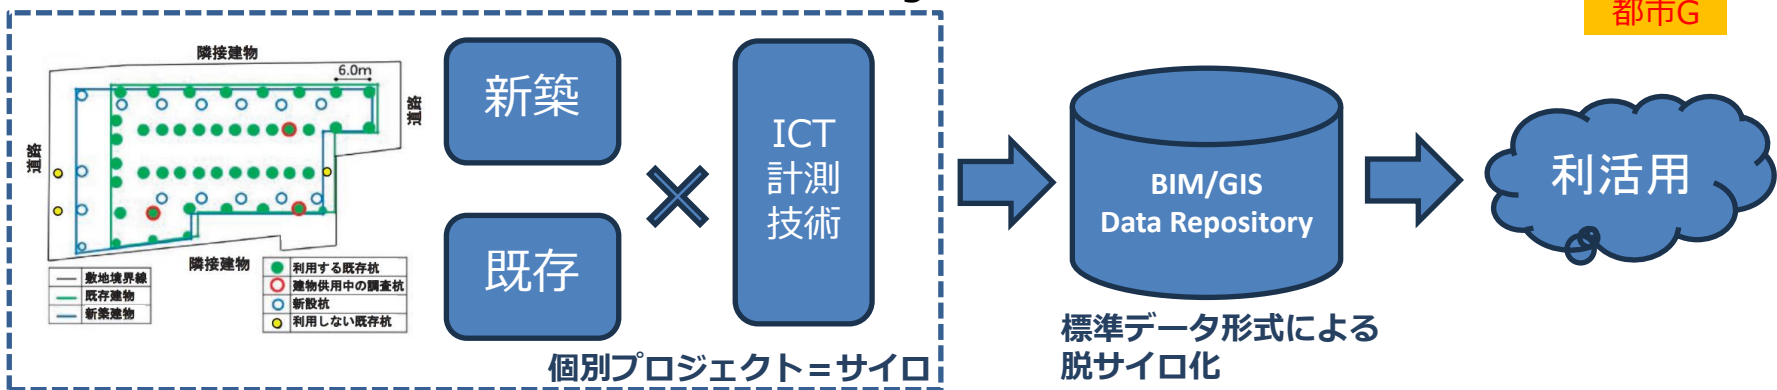 g
都市G
隣接建物
6.0m
道路
道路
隣接建物
敷地境界線
既存建物
新築建物
利用する既存杭
建物供用中の調査杭
新設杭
利用しない既存杭
新築
既存
ICT
計測
技術
個別プロジェクト=サイロ
BIM/GIS
Data Repository
標準データ形式による
脱サイロ化
利活用